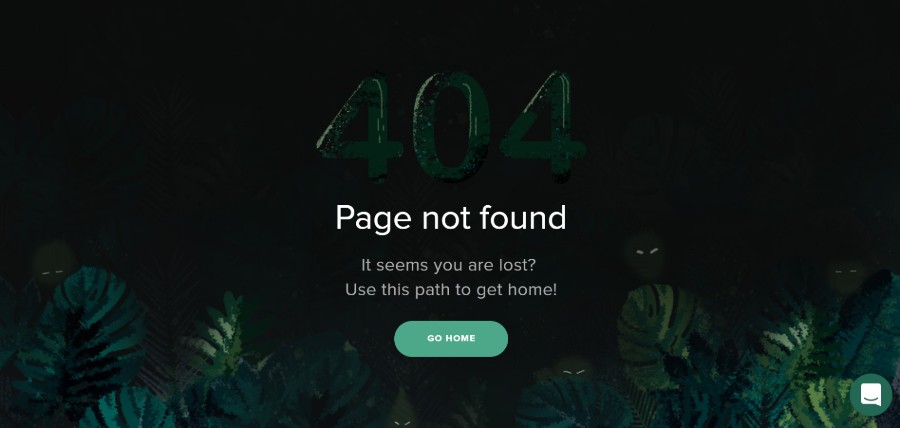 404
Page not found
It seems you are lost?
Use this path to get home!
GO HOME